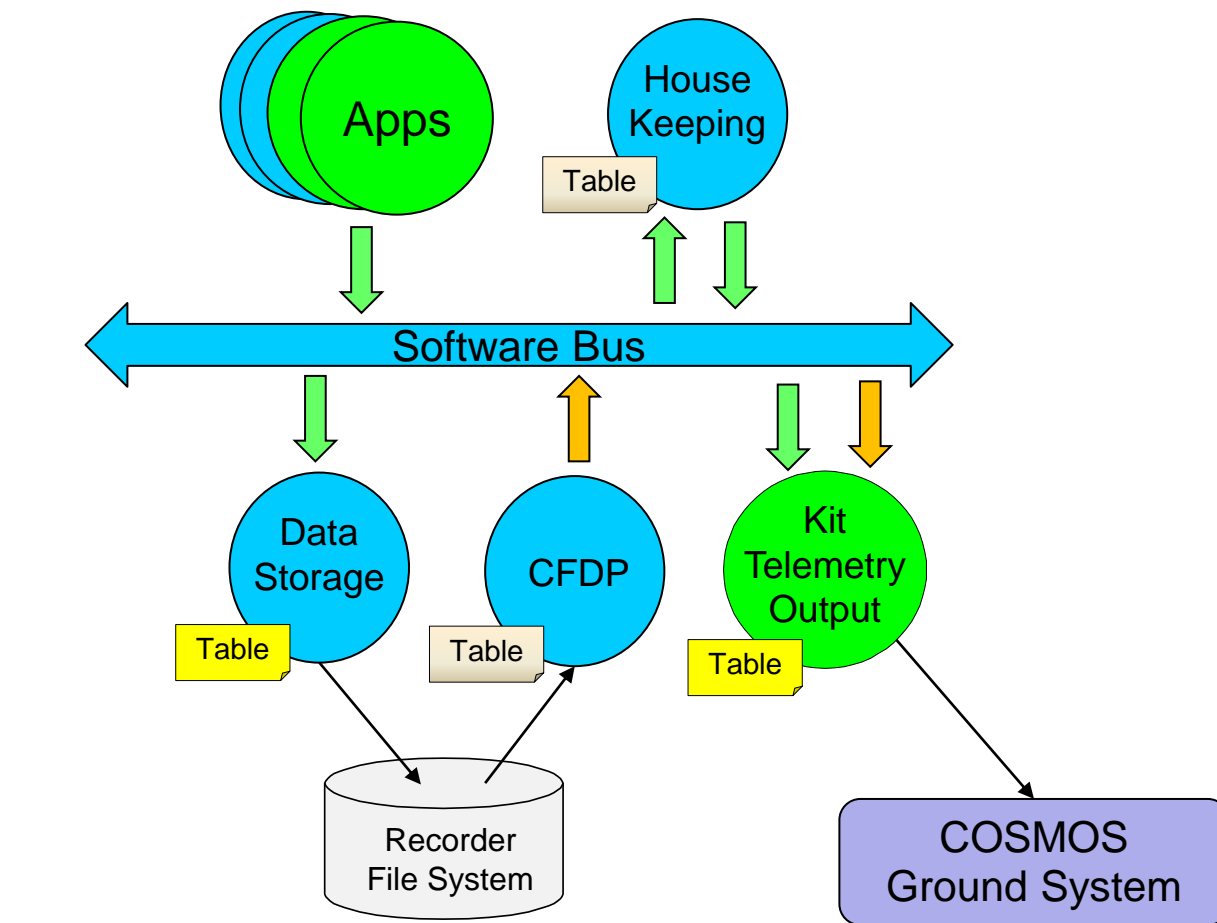 Apps
House
Keeping
Table
Software Bus
Data
Storage
Table
CFDP
Table
Kit
Telemetry
Output
Table
Recorder
File System
COSMOS
Ground System